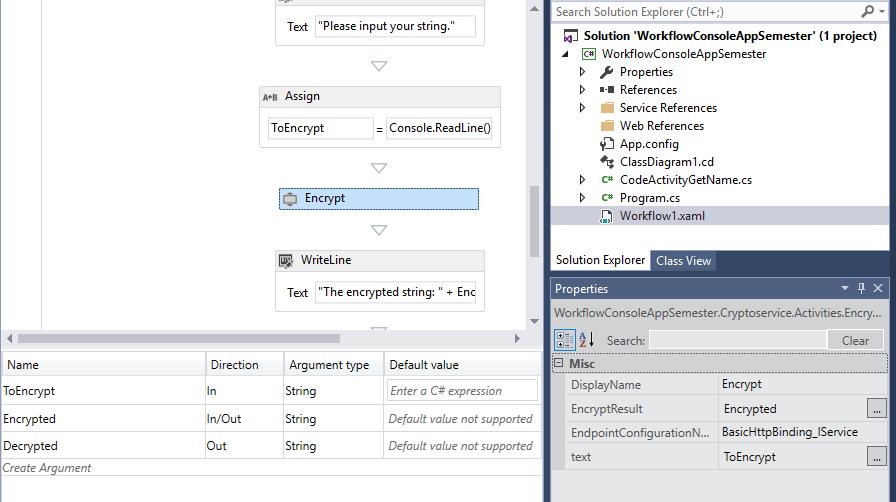 Text "Please input your string."
A+B Assign
ToEncrypt = Console.ReadLine()
Encrypt
WriteLine
Text "The encrypted string: " + Enc
Name Direction Argument type Default value
ToEncrypt In String Enter a C# expression
Encrypted In/Out String Default value not supported
Decrypted Out String Default value not supported
Create Argument
Search Solution Explorer (Ctrl+;)
Solution 'WorkflowConsoleAppSemester' (1 project)
C# WorkflowConsoleAppSemester
Properties
References
Service References
Web References
App.config
ClassDiagram1.cd
C# CodeActivityGetName.cs
C# Program.cs
Workflow1.xaml
Solution Explorer Class View
Properties
WorkflowConsoleAppSemester.Cryptoservice.Activities.Encry...
AZ Search: Clear
Misc
DisplayName Encrypt
EncryptResult Encrypted ...
EndpointConfigurationN... BasicHttpBinding_IService
text ToEncrypt ...